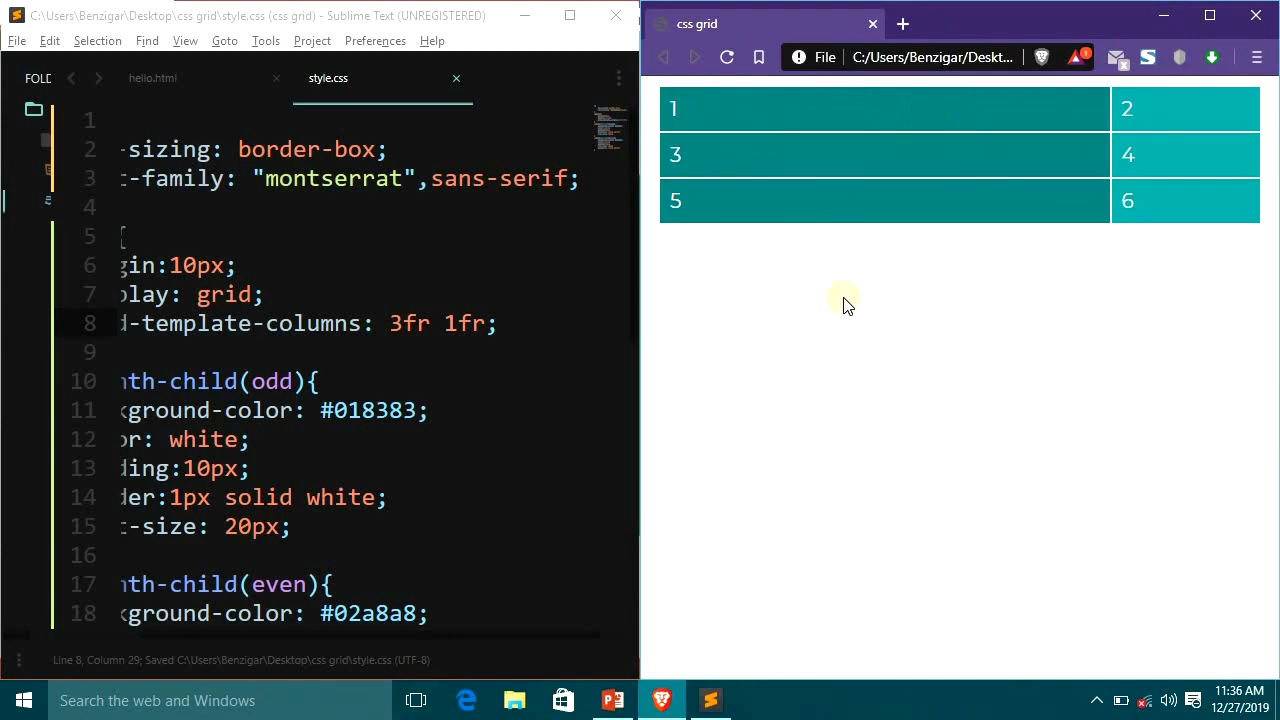 C:\Users\Benzigar\Desktop\css grid\style.css (css grid) - Sublime Text (UNREGISTERED)
File Edit Selection Find View Goto Tools Project Preferences Help
FOLD
hello.html
style.css
1
2 -sizing: border-box;
3 t-family: "montserrat",sans-serif;
4
5 {
6 gin:10px;
7 play: grid;
8 d-template-columns: 3fr 1fr;
9
10 nth-child(odd){
11 kground-color: #018383;
12 or: white;
13 ding:10px;
14 der:1px solid white;
15 t-size: 20px;
16
17 nth-child(even){
18 kground-color: #02a8a8;
Line 8, Column 29; Saved C:\Users\Benzigar\Desktop\css grid\style.css (UTF-8)
css grid
File C:/Users/Benzigar/Deskt...
1
1 2
3 4
5 6
Search the web and Windows
11:36 AM
12/27/2019